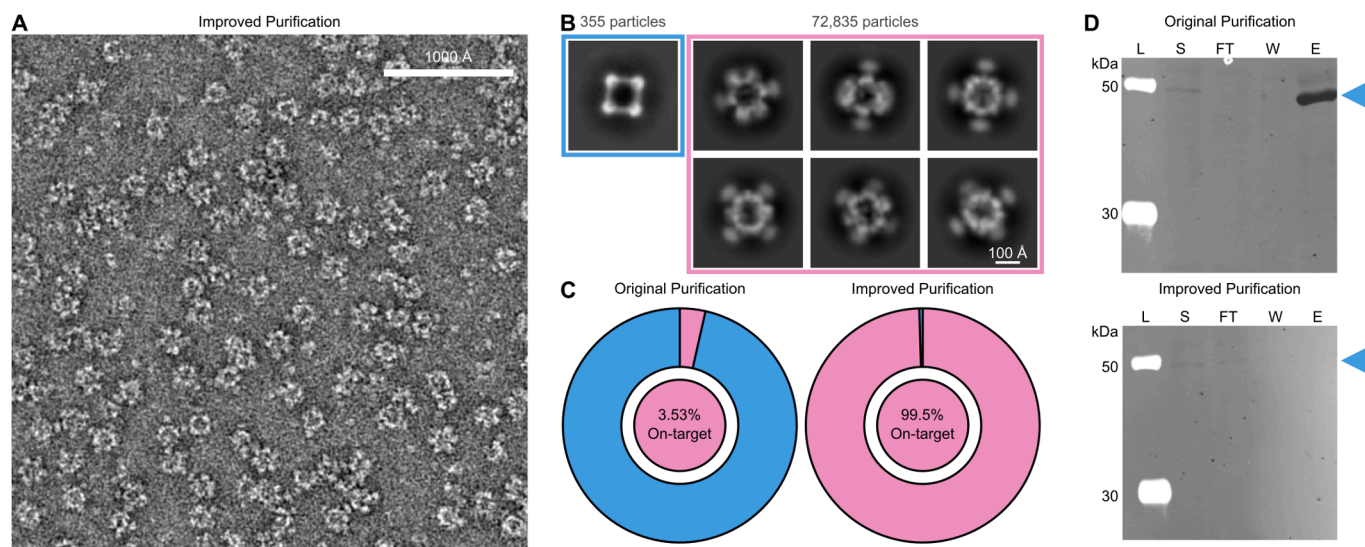 A
Improved Purification
1000 Å
B
355 particles
72,835 particles
100 Å
C
Original Purification
Improved Purification
3.53%
On-target
99.5%
On-target
D
Original Purification
L S FT W E
kDa
50
30
Improved Purification
L S FT W E
kDa
50
30